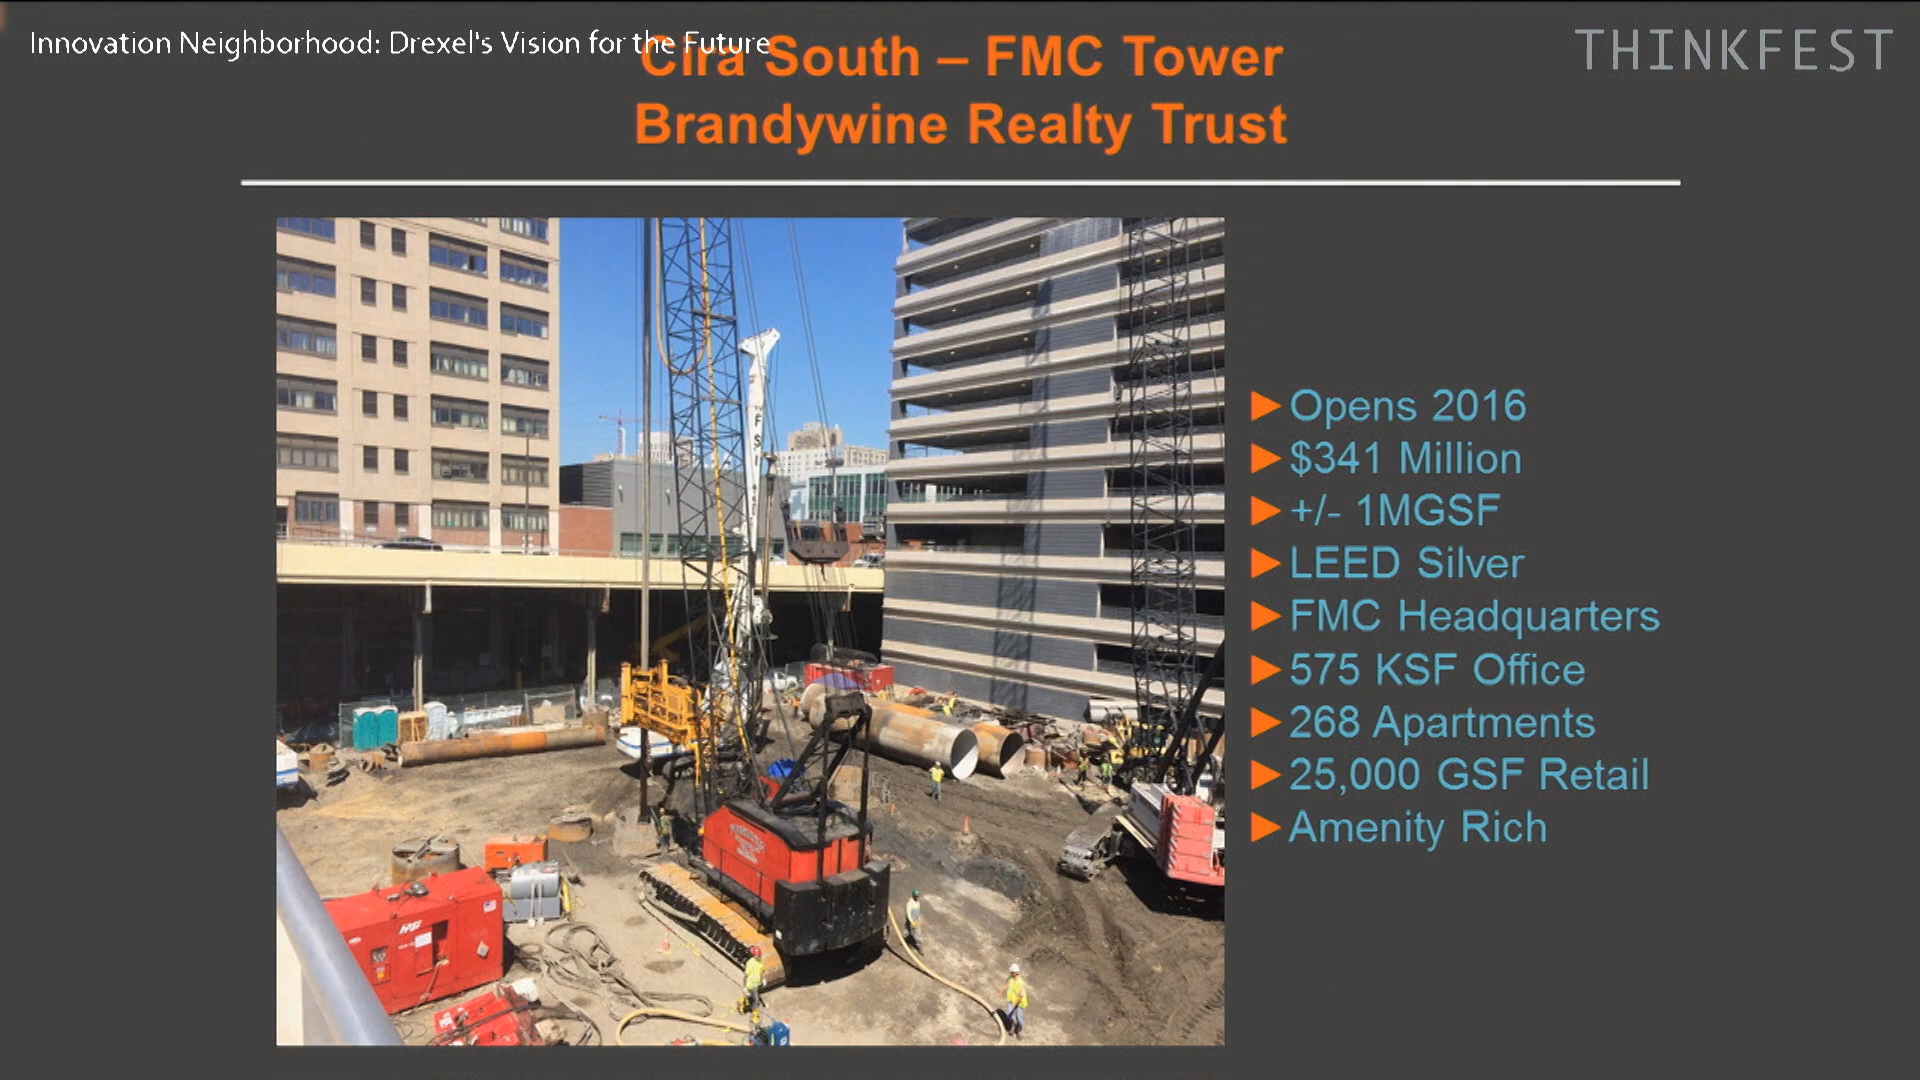 Innovation Neighborhood: Drexel's Vision for the Future
THINKFEST
Cira South – FMC Tower
Brandywine Realty Trust
Opens 2016
$341 Million
+/- 1MGSF
LEED Silver
FMC Headquarters
575 KSF Office
268 Apartments
25,000 GSF Retail
Amenity Rich